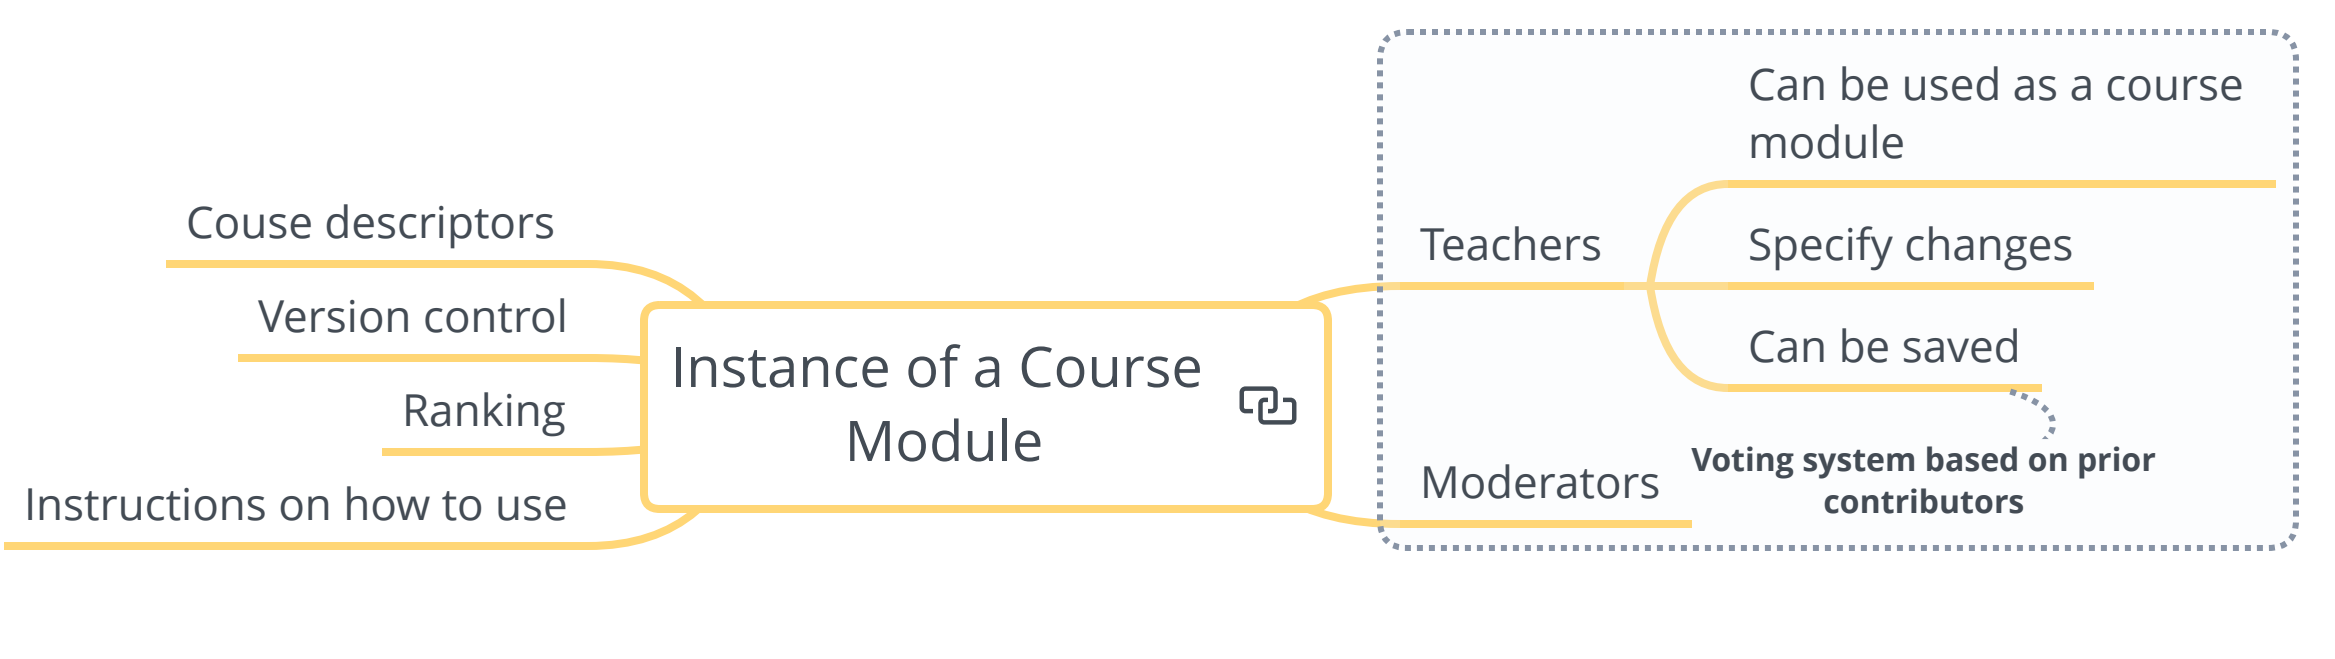 Couse descriptors
Version control
Ranking
Instructions on how to use
Instance of a Course
Module
Teachers
Can be used as a course
module
Specify changes
Can be saved
Moderators
Voting system based on prior
contributors